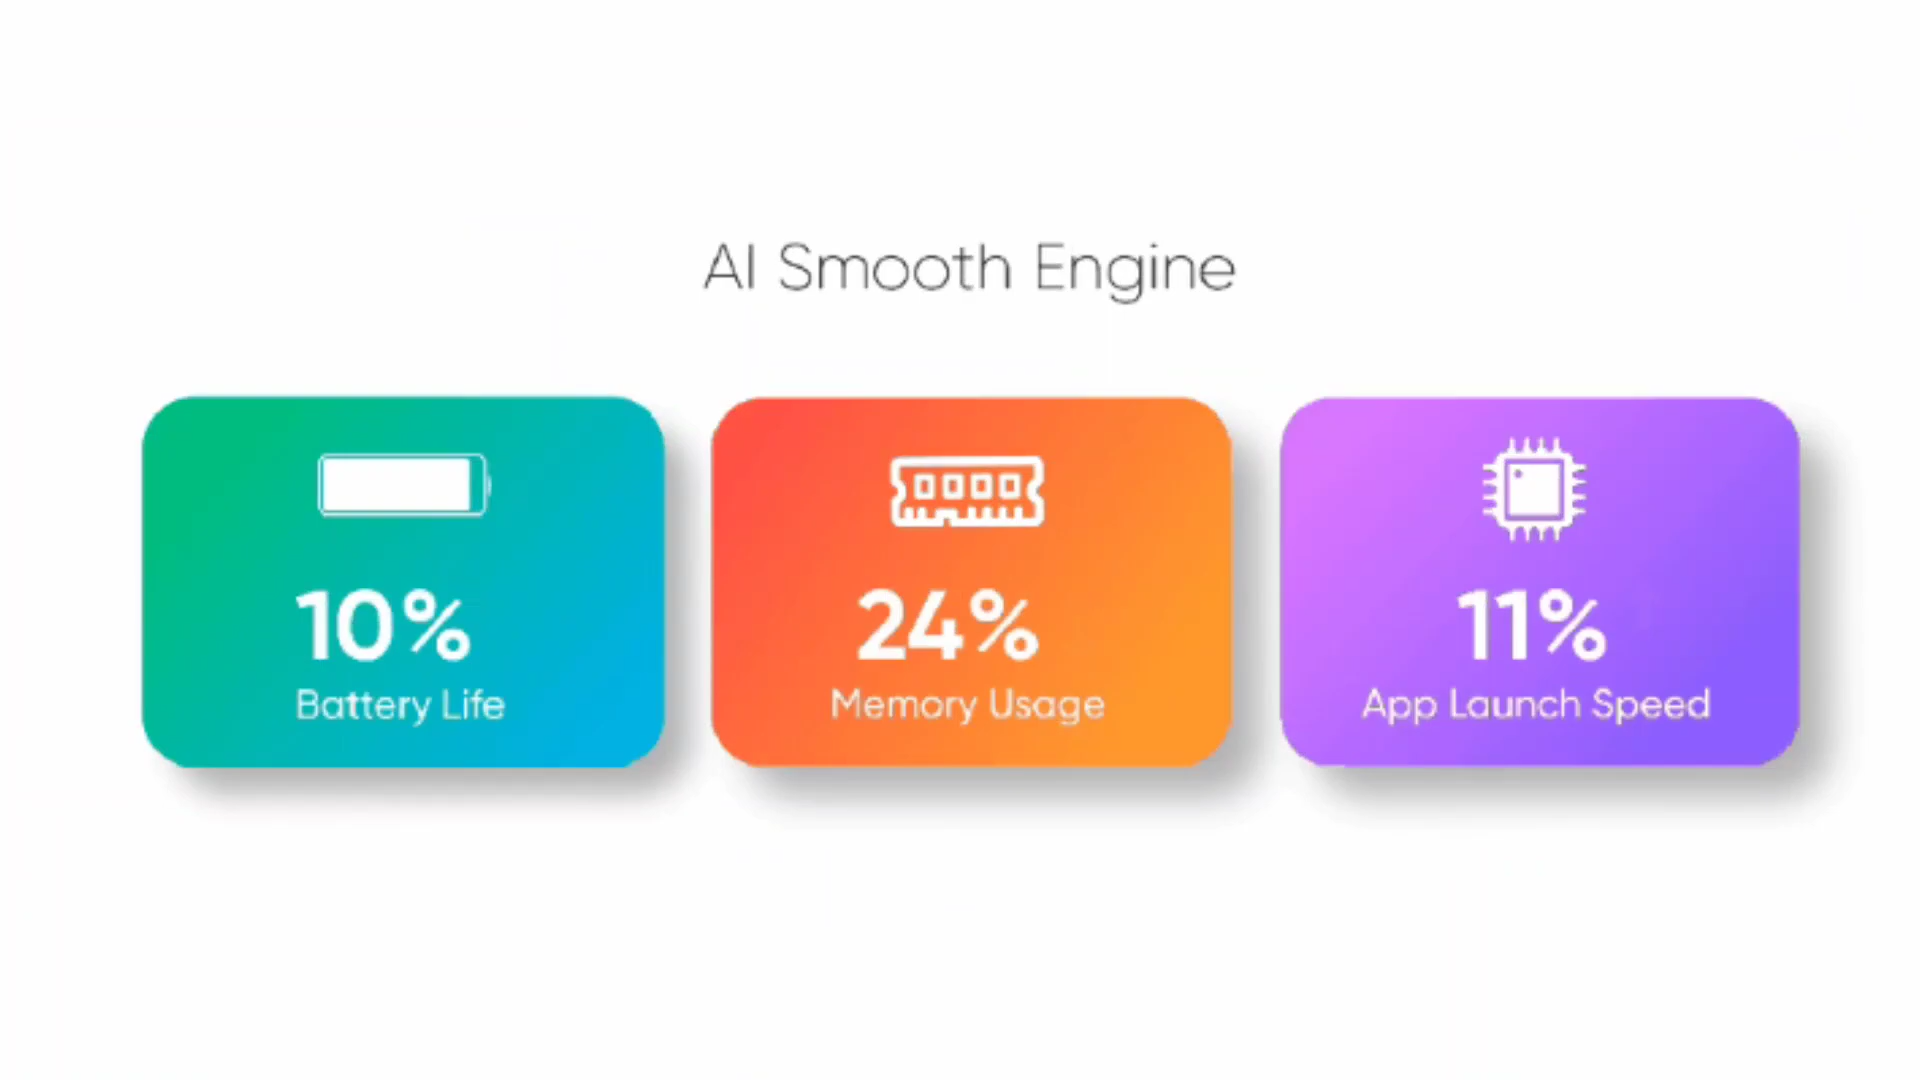 AI Smooth Engine
10%
Battery Life
24%
Memory Usage
11%
App Launch Speed